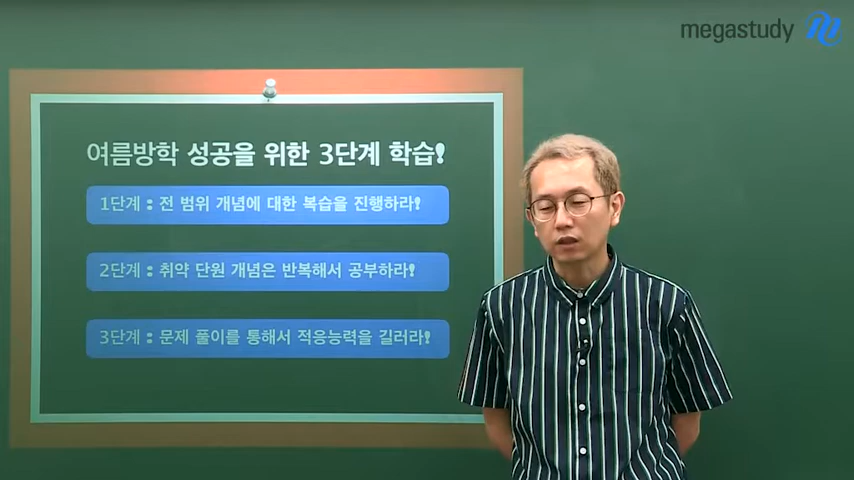 megastudy
여름방학 성공을 위한 3단계 학습!
1단계 : 전 범위 개념에 대한 복습을 진행하라!
2단계 : 취약 단원 개념은 반복해서 공부하라!
3단계 : 문제 풀이를 통해서 적응능력을 길러라!